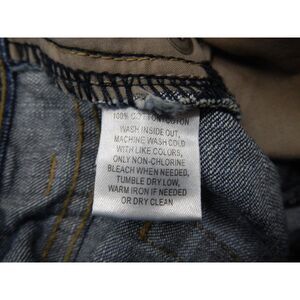 100% COTTON/COTON
WASH INSIDE OUT,
MACHINE WASH COLD
WITH LIKE COLORS,
ONLY NON-CHLORINE
BLEACH WHEN NEEDED,
TUMBLE DRY LOW,
WARM IRON IF NEEDED
OR DRY CLEAN